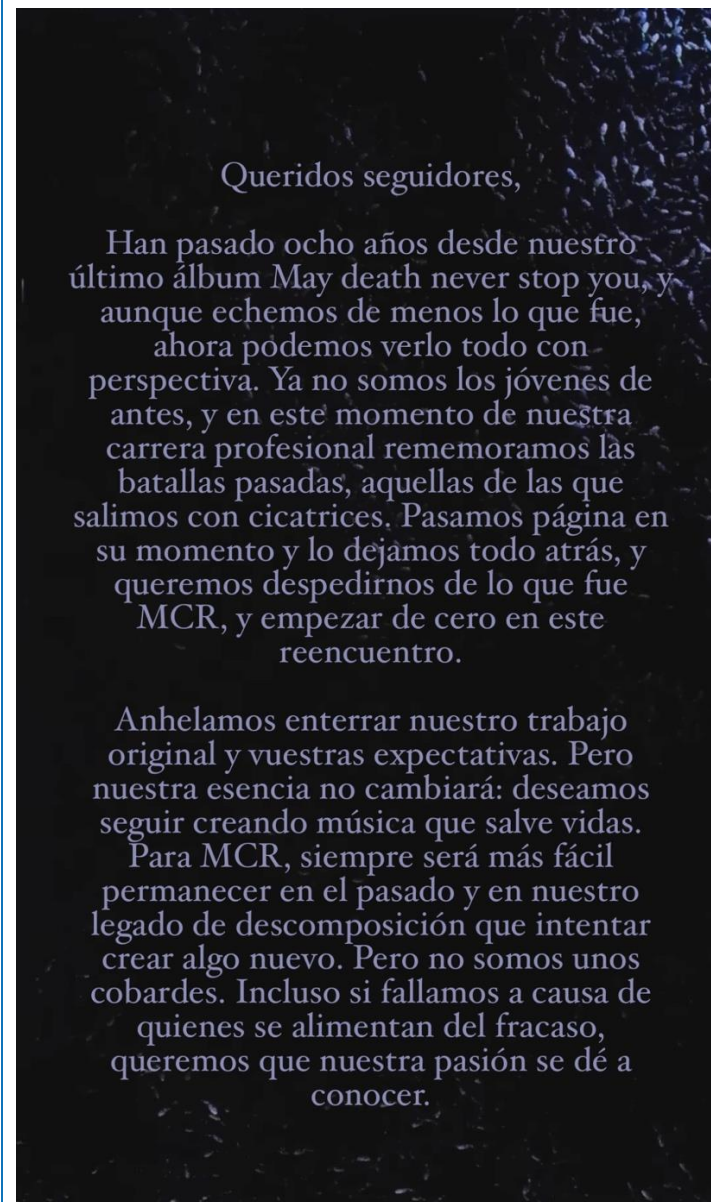 Queridos seguidores,
Han pasado ocho años desde nuestro
último álbum May death never stop you, y
aunque echemos de menos lo que fue,
ahora podemos verlo todo con
perspectiva. Ya no somos los jóvenes de
antes, y en este momento de nuestra
carrera profesional rememoramos las
batallas pasadas, aquellas de las que
salimos con cicatrices. Pasamos página en
su momento y lo dejamos todo atrás, y
queremos despedirnos de lo que fue
MCR, y empezar de cero en este
reencuentro.
Anhelamos enterrar nuestro trabajo
original y vuestras expectativas. Pero
nuestra esencia no cambiará: deseamos
seguir creando música que salve vidas.
Para MCR, siempre será más fácil
permanecer en el pasado y en nuestro
legado de descomposición que intentar
crear algo nuevo. Pero no somos unos
cobardes. Incluso si fallamos a causa de
quienes se alimentan del fracaso,
queremos que nuestra pasión se dé a
conocer.